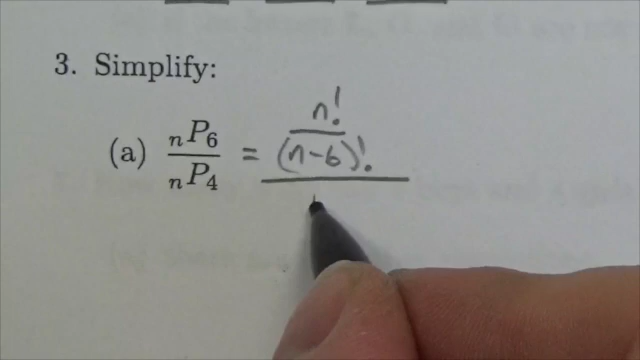 3. Simplify:
(a) nP6 / nP4 = n! / (n-6)!